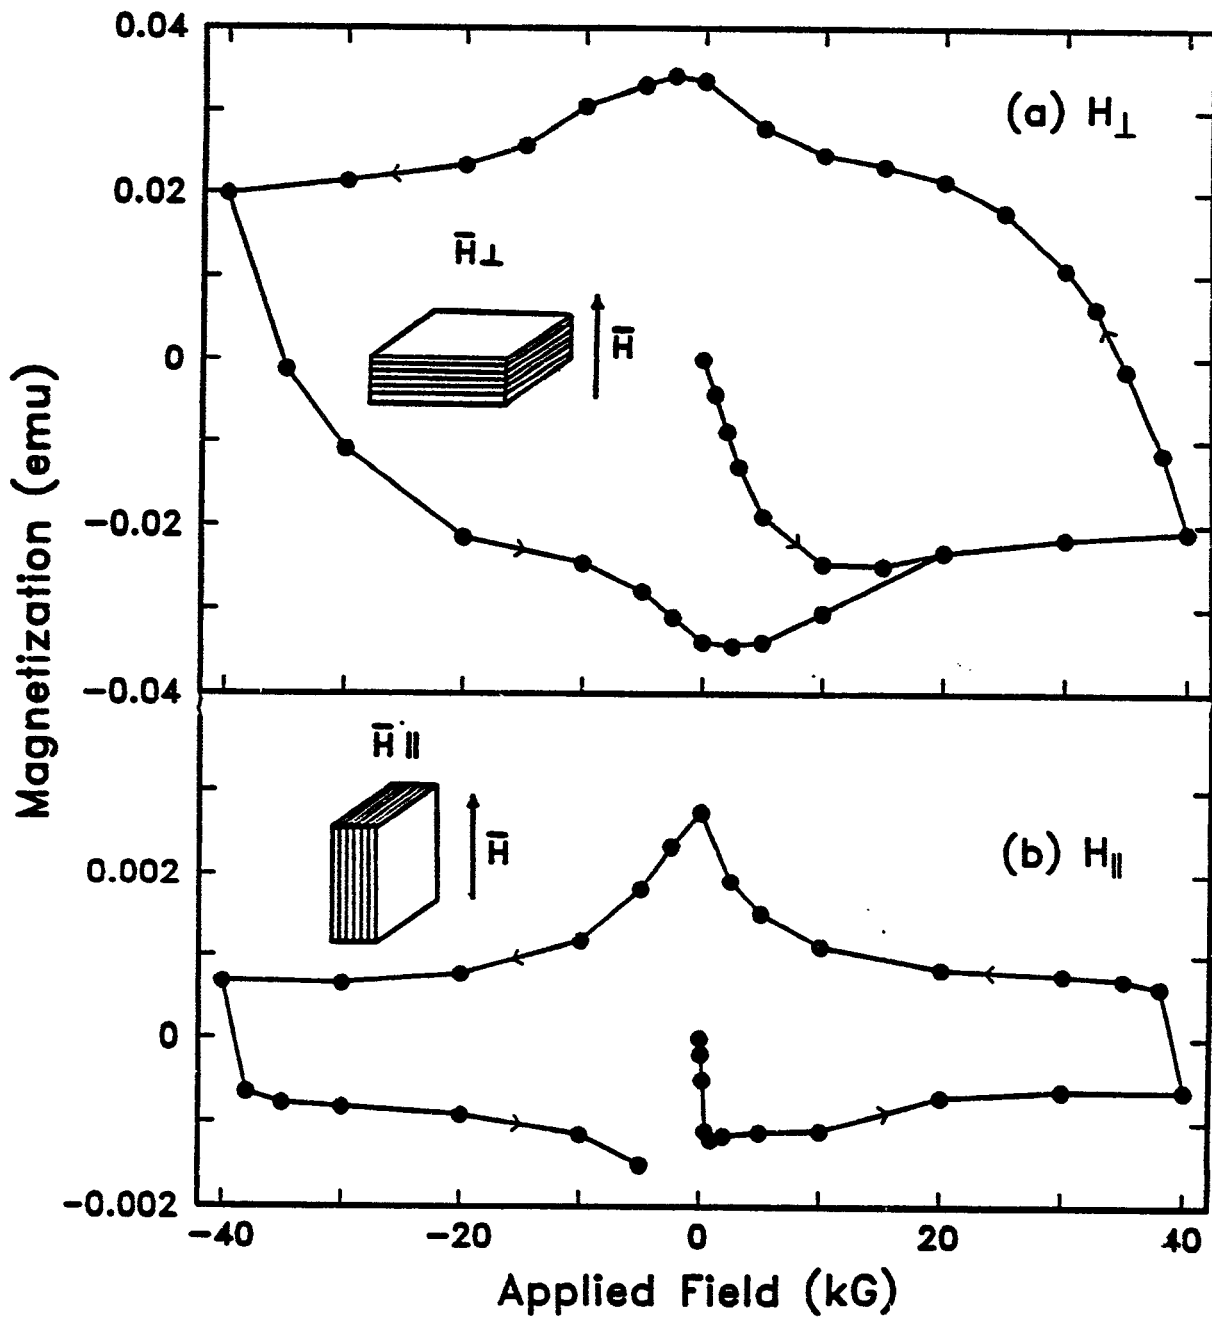 0.04
(a) H⊥
0.02
H̅⊥
H̅
0
−0.02
−0.04
Magnetization (emu)
H̅ ∥
H̅
(b) H∥
0.002
0
−0.002
−40 −20 0 20 40
Applied Field (kG)